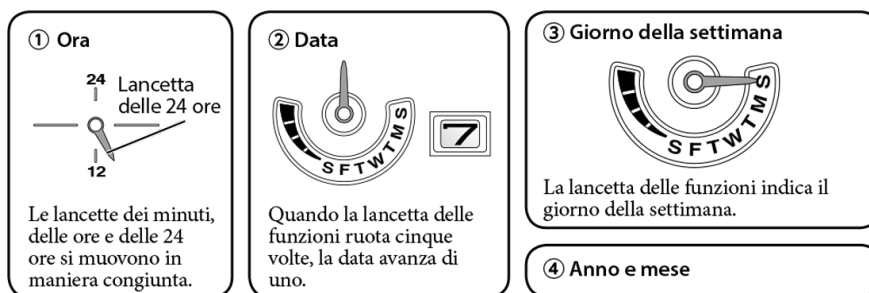 ① Ora
24
Lancetta
delle 24 ore
12
Le lancette dei minuti,
delle ore e delle 24
ore si muovono in
maniera congiunta.
② Data
S F T W T M S
7
Quando la lancetta delle
funzioni ruota cinque
volte, la data avanza di
uno.
③ Giorno della settimana
S F T W T M S
La lancetta delle funzioni indica il
giorno della settimana.
④ Anno e mese